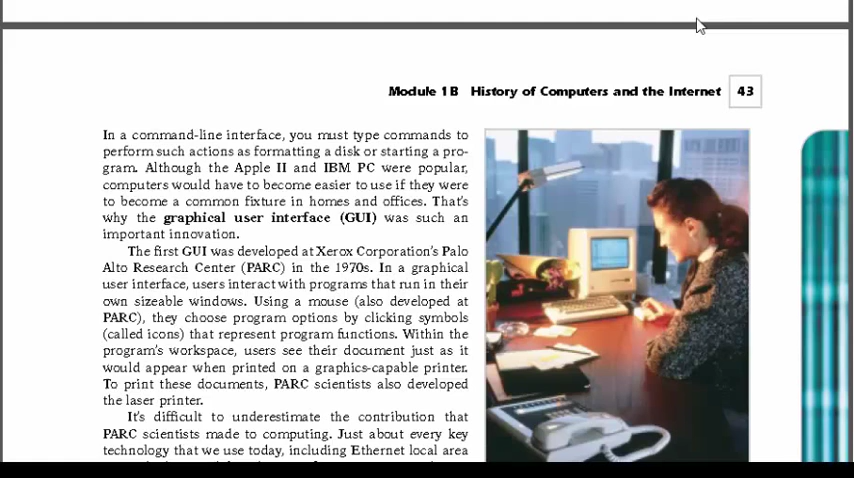 Module 1B History of Computers and the Internet 43
In a command-line interface, you must type commands to
perform such actions as formatting a disk or starting a pro-
gram. Although the Apple II and IBM PC were popular,
computers would have to become easier to use if they were
to become a common fixture in homes and offices. That's
why the graphical user interface (GUI) was such an
important innovation.
The first GUI was developed at Xerox Corporation's Palo
Alto Research Center (PARC) in the 1970s. In a graphical
user interface, users interact with programs that run in their
own sizeable windows. Using a mouse (also developed at
PARC), they choose program options by clicking symbols
(called icons) that represent program functions. Within the
program's workspace, users see their document just as it
would appear when printed on a graphics-capable printer.
To print these documents, PARC scientists also developed
the laser printer.
It's difficult to underestimate the contribution that
PARC scientists made to computing. Just about every key
technology that we use today, including Ethernet local area